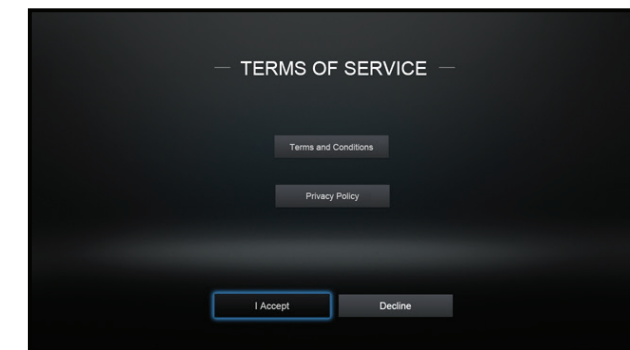 TERMS OF SERVICE
Terms and Conditions
Privacy Policy
I Accept Decline